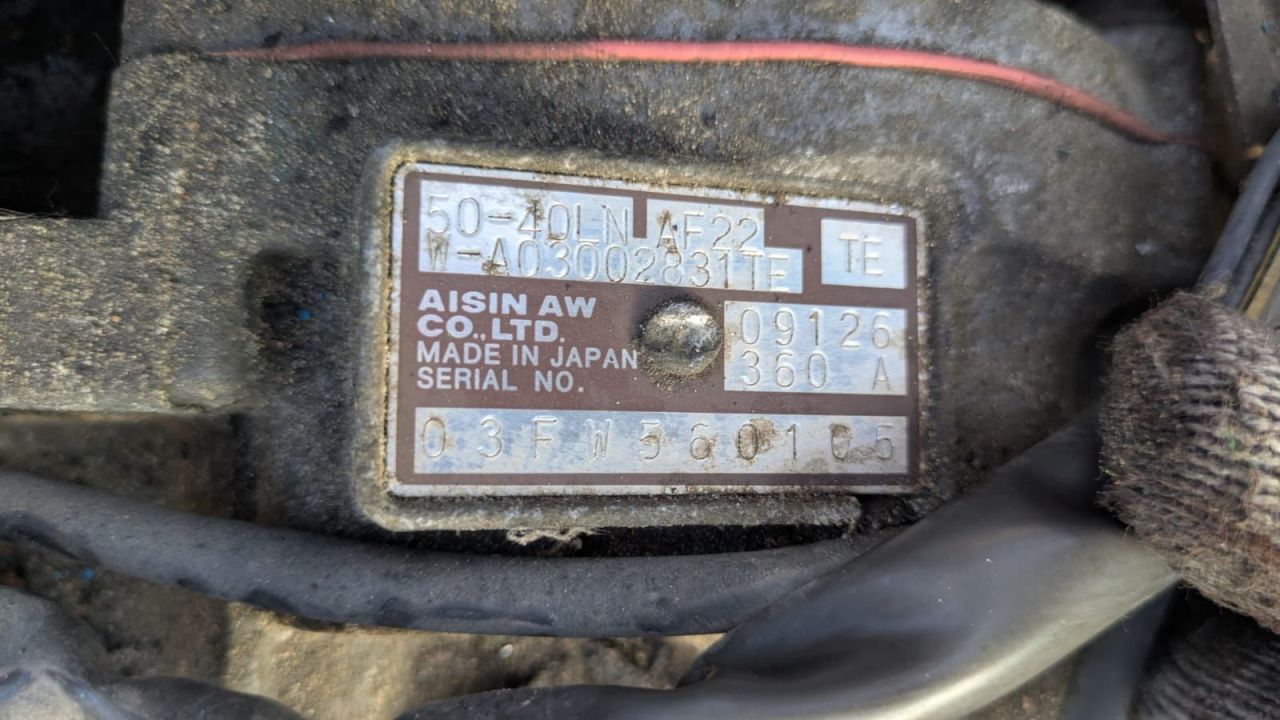 50-40LN AF22
W-A03002831TE
TE
AISIN AW
CO.,LTD.
MADE IN JAPAN
SERIAL NO.
09126
360 A
03FW560105